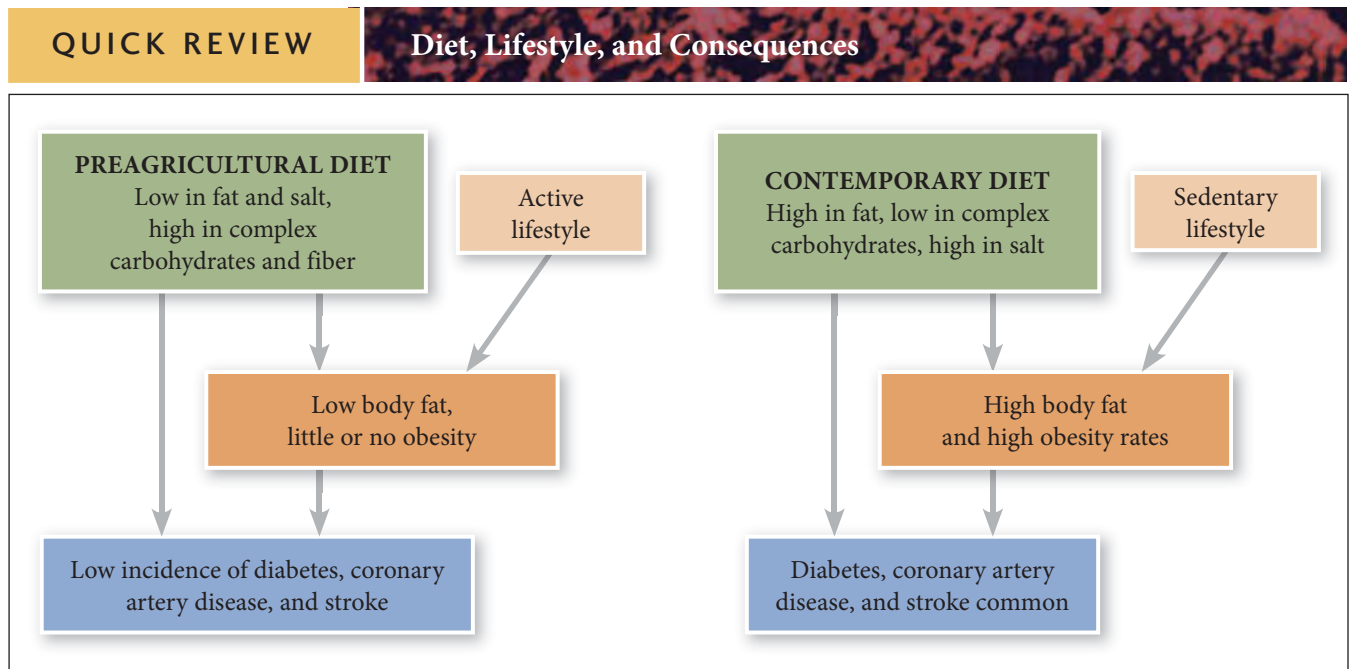 QUICK REVIEW
Diet, Lifestyle, and Consequences
PREAGRICULTURAL DIET
Low in fat and salt,
high in complex
carbohydrates and fiber
Active
lifestyle
Low body fat,
little or no obesity
Low incidence of diabetes, coronary
artery disease, and stroke
CONTEMPORARY DIET
High in fat, low in complex
carbohydrates, high in salt
Sedentary
lifestyle
High body fat
and high obesity rates
Diabetes, coronary artery
disease, and stroke common